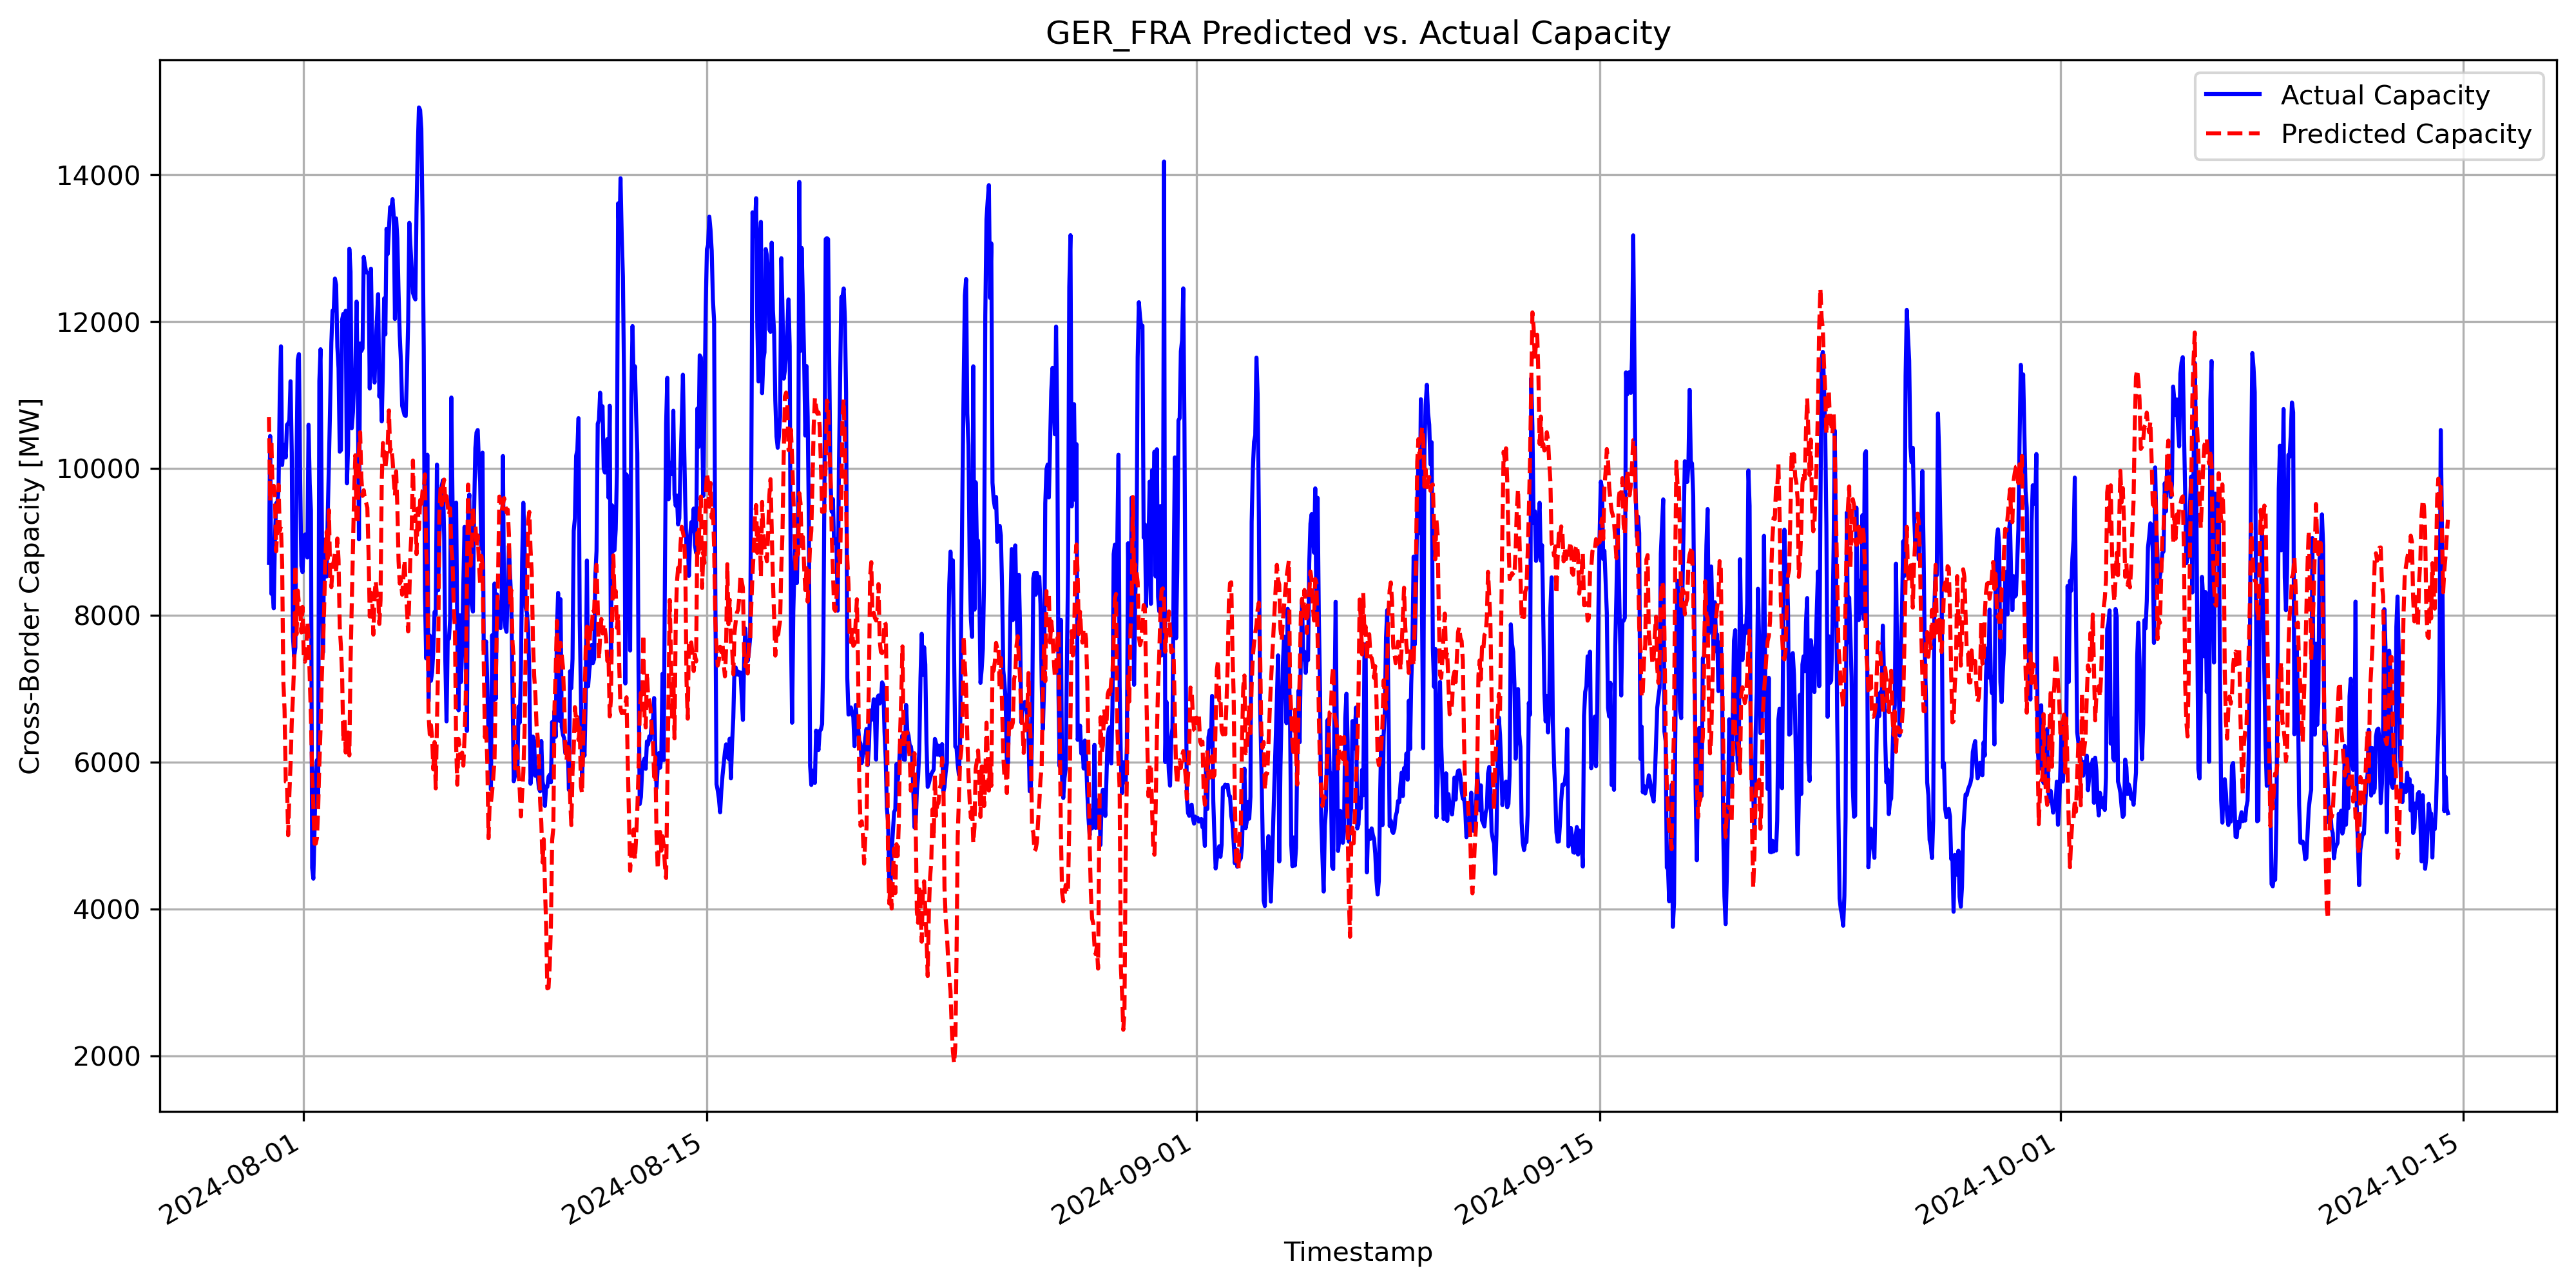 GER_FRA Predicted vs. Actual Capacity
Actual Capacity
Predicted Capacity
Cross-Border Capacity [MW]
14000
12000
10000
8000
6000
4000
2000
2024-08-01
2024-08-15
2024-09-01
2024-09-15
2024-10-01
2024-10-15
Timestamp